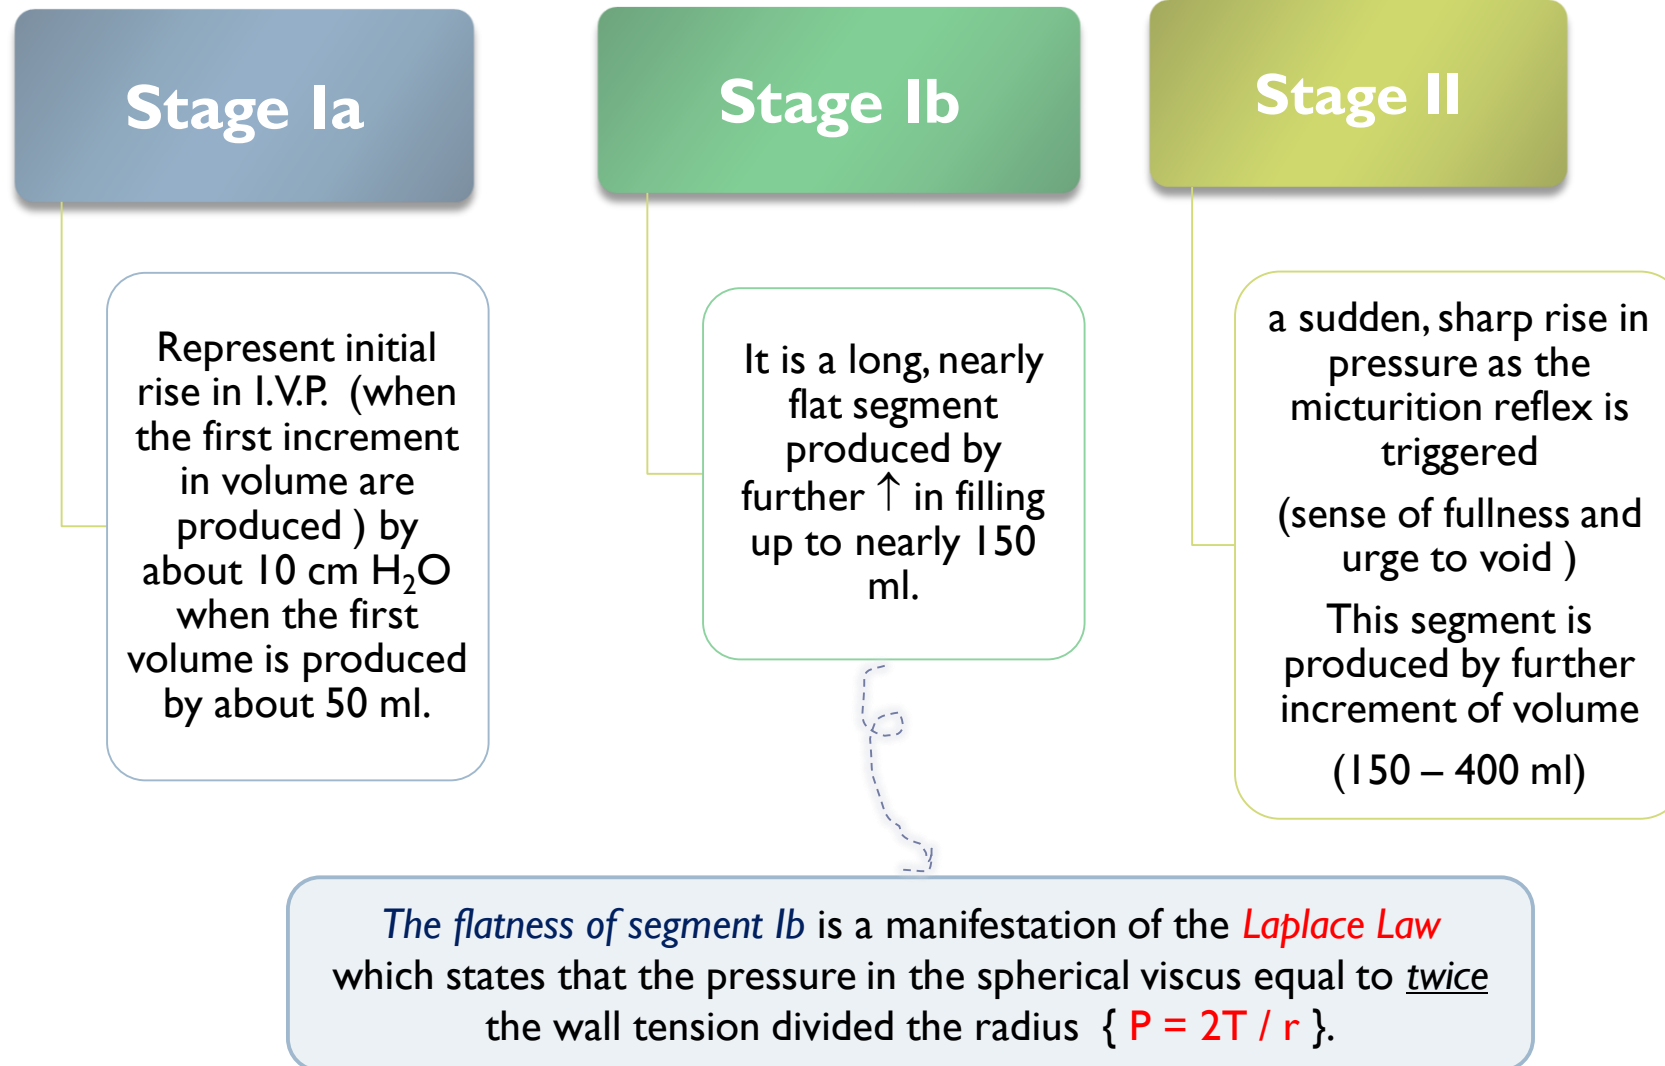 Stage Ia
Represent initial
rise in I.V.P. (when
the first increment
in volume are
produced ) by
about 10 cm H₂O
when the first
volume is produced
by about 50 ml.
Stage Ib
It is a long, nearly
flat segment
produced by
further ↑ in filling
up to nearly 150
ml.
Stage II
a sudden, sharp rise in
pressure as the
micturition reflex is
triggered
(sense of fullness and
urge to void )
This segment is
produced by further
increment of volume
(150 – 400 ml)
The flatness of segment Ib is a manifestation of the Laplace Law
which states that the pressure in the spherical viscus equal to twice
the wall tension divided the radius { P = 2T / r }.